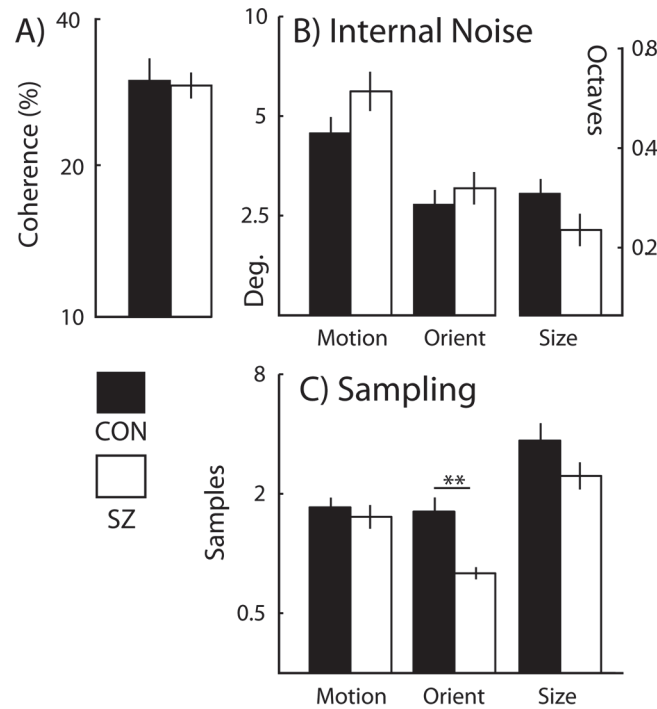 A)
40
20
10
Coherence (%)
B) Internal Noise
10
5
2.5
Deg.
0.8
0.4
0.2
Octaves
Motion Orient Size
CON
SZ
C) Sampling
8
2
0.5
Samples
**
Motion Orient Size